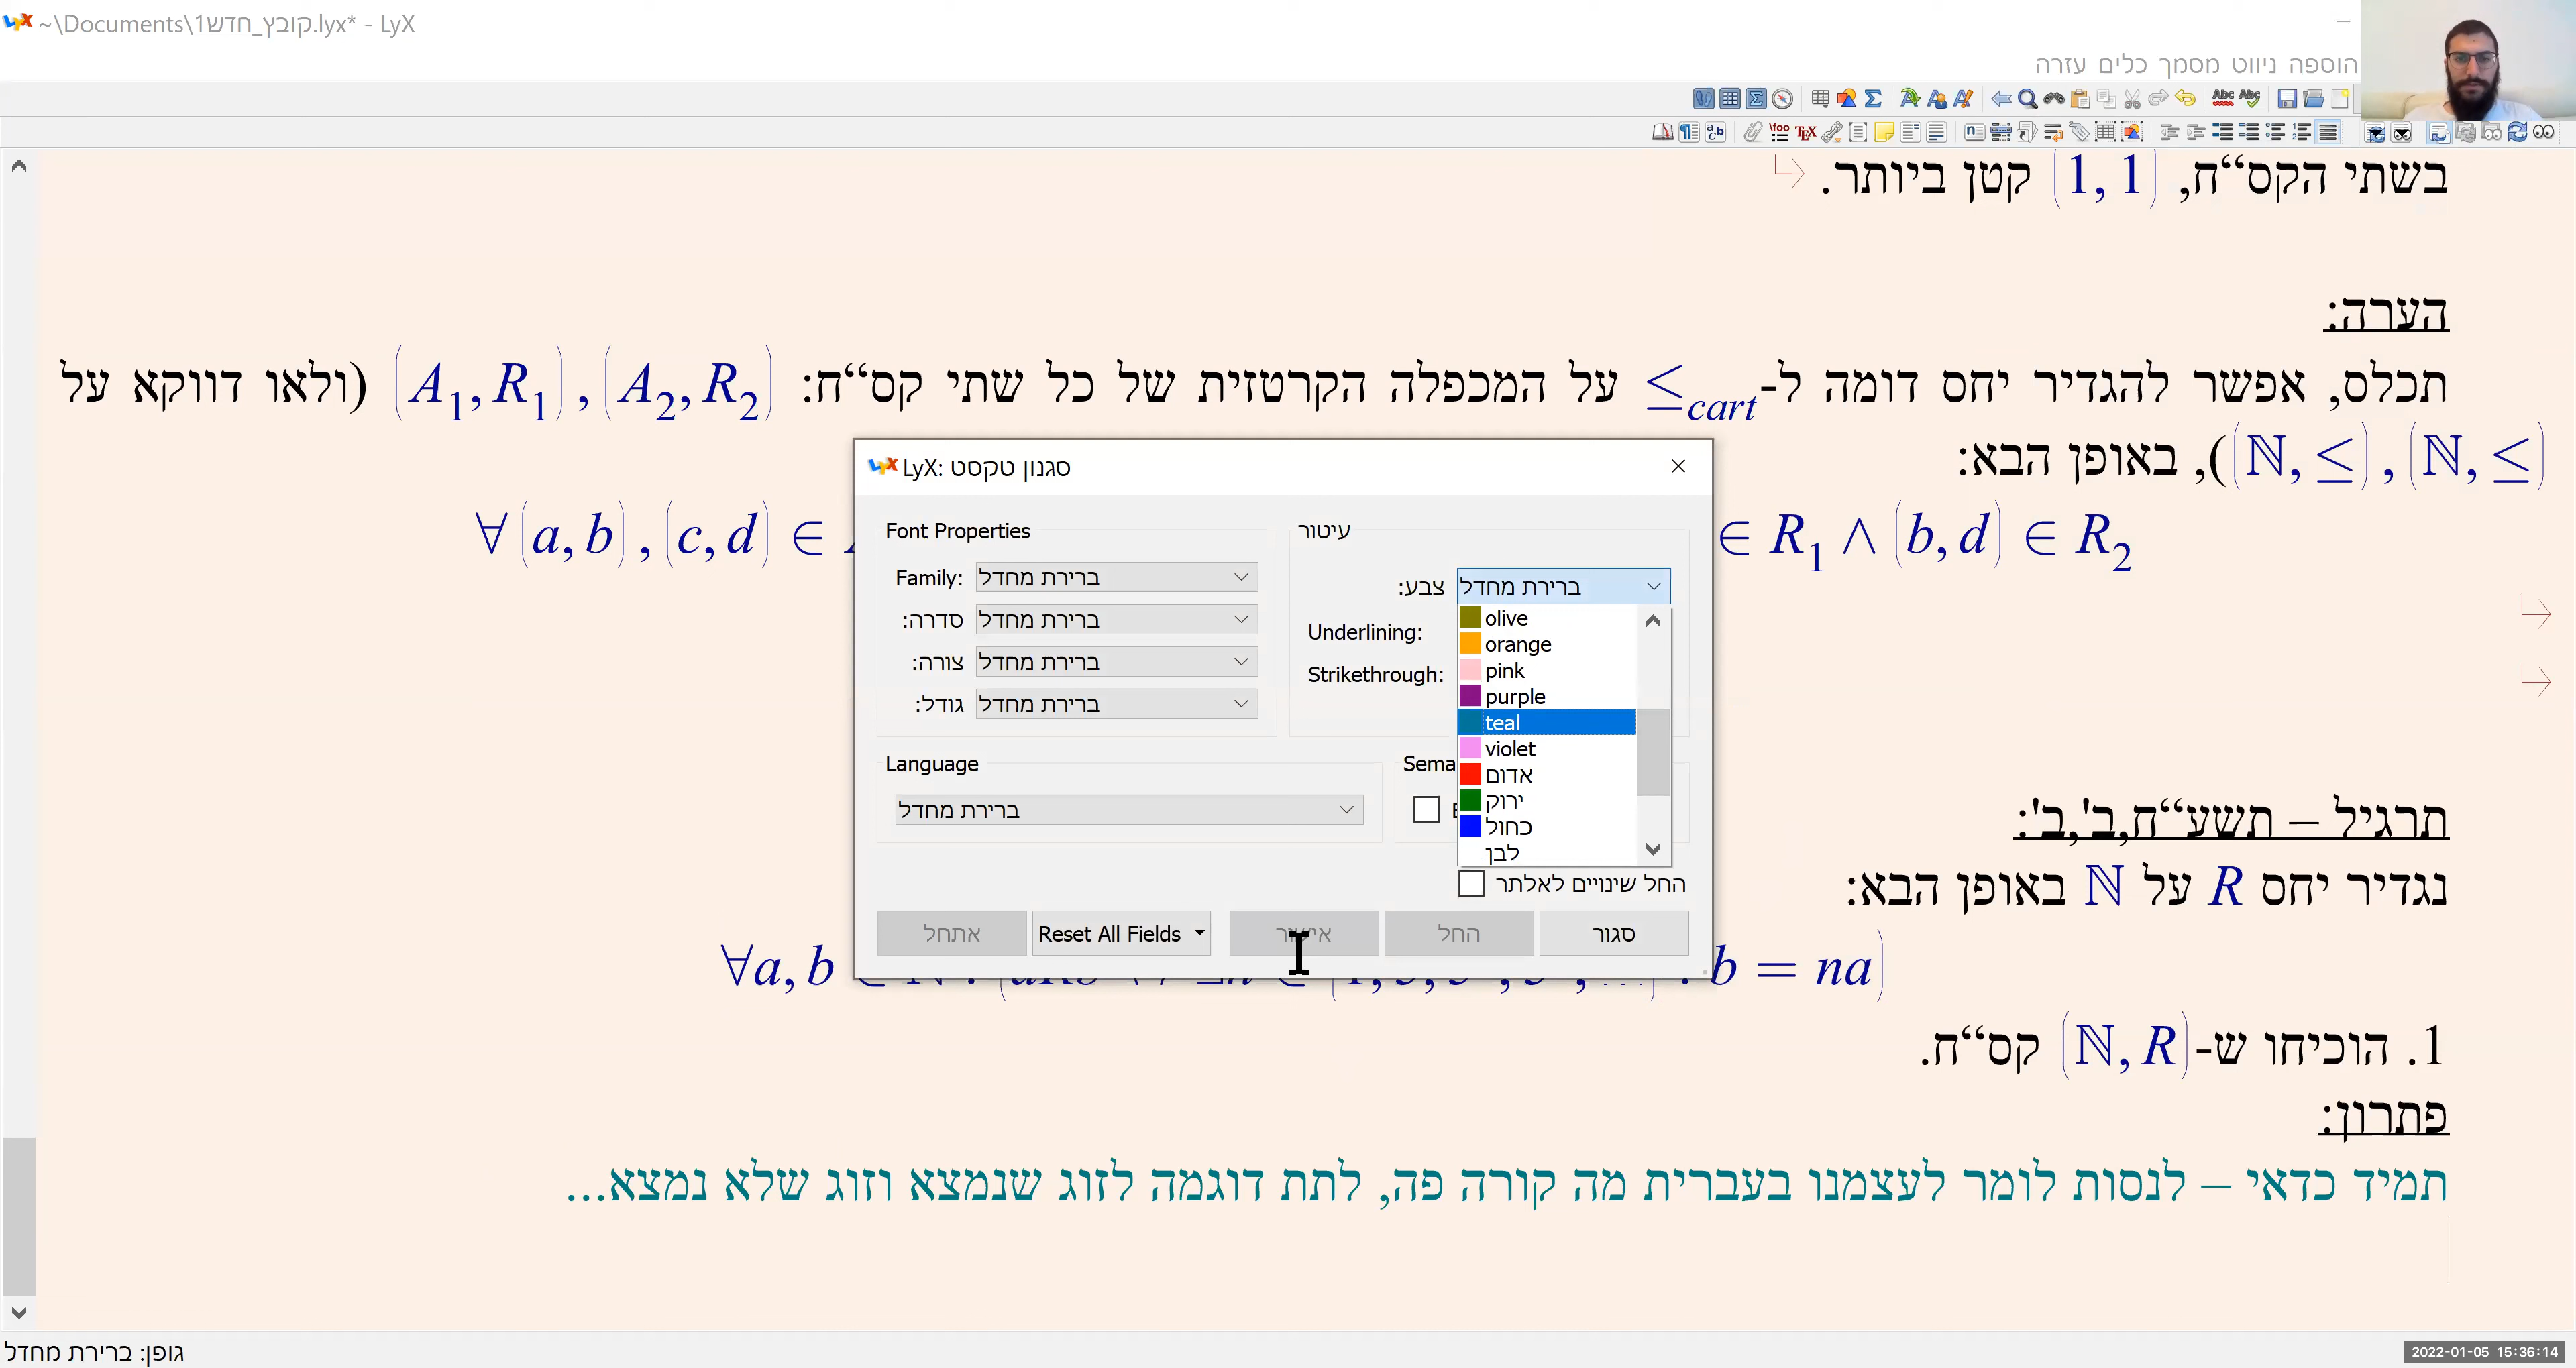 ~\Documents\קובץ_חדש1.lyx* - LyX
הוספה ניווט מסמך כלים עזרה
בשתי הקס“ח, (1, 1) קטן ביותר.
הערה:
תכלס, אפשר להגדיר יחס דומה ל-≤cart על המכפלה הקרטזית של כל שתי קס“ח: (A1, R1), (A2, R2) (ולאו דווקא על
(ℕ, ≤), (ℕ, ≤)), באופן הבא:
∀(a, b), (c, d) ∈ ∈ R1 ∧ (b, d) ∈ R2
LyX: סגנון טקסט
Font Properties
Family: ברירת מחדל
סדרה: ברירת מחדל
צורה: ברירת מחדל
גודל: ברירת מחדל
עיטור
צבע: ברירת מחדל
olive
orange
pink
purple
teal
violet
אדום
ירוק
כחול
לבן
Underlining:
Strikethrough:
Language
ברירת מחדל
Sema
החל שינויים לאלתר
אתחל
Reset All Fields
אישור
החל
סגור
תרגיל – תשע“ח,ב',ב':
נגדיר יחס R על ℕ באופן הבא:
∀a, b b = na)
1. הוכיחו ש-(ℕ, R) קס“ח.
פתרון:
תמיד כדאי – לנסות לומר לעצמנו בעברית מה קורה פה, לתת דוגמה לזוג שנמצא וזוג שלא נמצא...
גופן: ברירת מחדל
2022-01-05 15:36:14